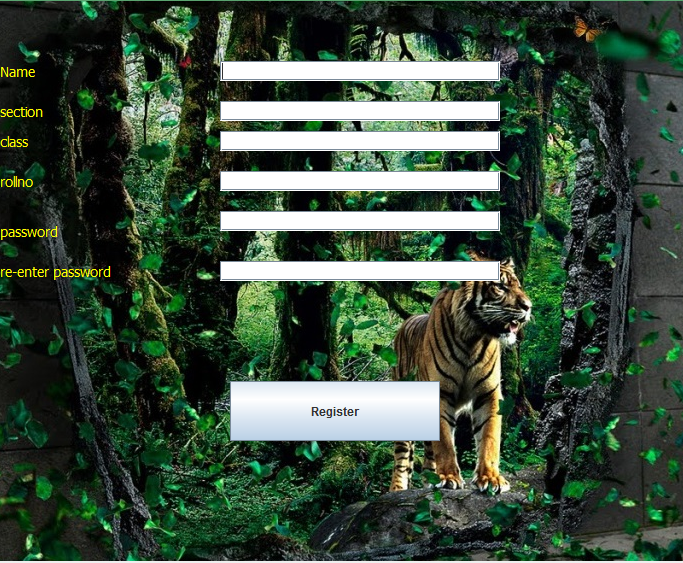 Name
section
class
rollno
password
re-enter password
Register